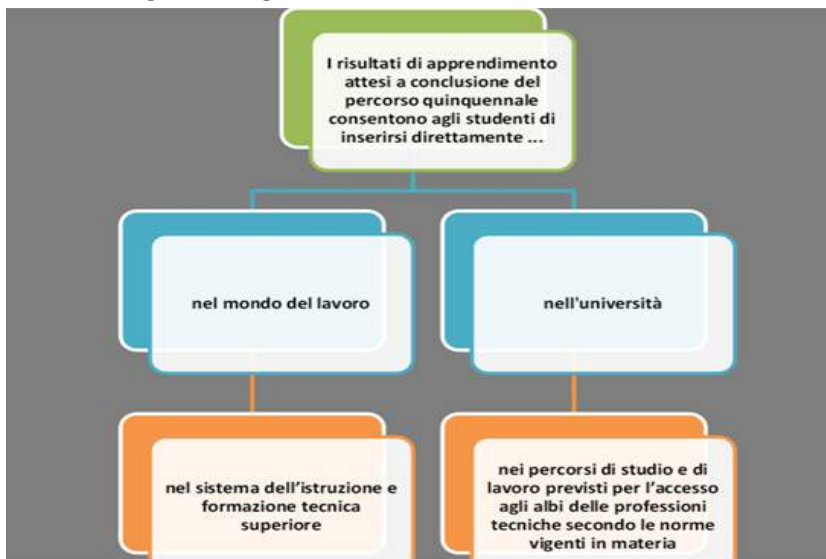 I risultati di apprendimento
attesi a conclusione del
percorso quinquennale
consentono agli studenti di
inserirsi direttamente ...
nel mondo del lavoro
nell'università
nel sistema dell’istruzione e
formazione tecnica
superiore
nei percorsi di studio e di
lavoro previsti per l’accesso
agli albi delle professioni
tecniche secondo le norme
vigenti in materia